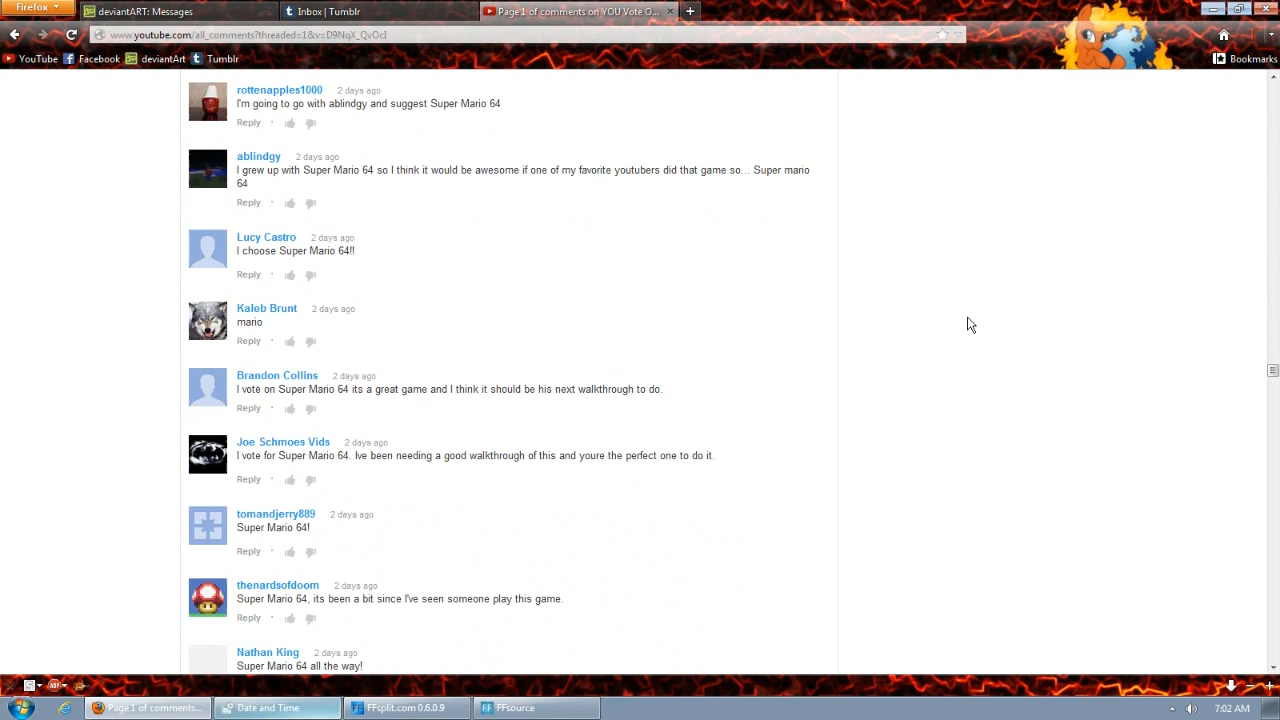 Firefox
deviantART: Messages
Inbox | Tumblr
Page 1 of comments on YOU Vote O...
www.youtube.com/all_comments?threaded=1&v=D9NqX_QvOcI
YouTube
Facebook
deviantArt
Tumblr
Bookmarks
rottenapples1000 2 days ago
I'm going to go with ablindgy and suggest Super Mario 64
Reply
ablindgy 2 days ago
I grew up with Super Mario 64 so I think it would be awesome if one of my favorite youtubers did that game so... Super mario
64
Reply
Lucy Castro 2 days ago
I choose Super Mario 64!!
Reply
Kaleb Brunt 2 days ago
mario
Reply
Brandon Collins 2 days ago
I vote on Super Mario 64 its a great game and I think it should be his next walkthrough to do.
Reply
Joe Schmoes Vids 2 days ago
I vote for Super Mario 64. Ive been needing a good walkthrough of this and youre the perfect one to do it.
Reply
tomandjerry889 2 days ago
Super Mario 64!
Reply
thenardsofdoom 2 days ago
Super Mario 64, its been a bit since I've seen someone play this game.
Reply
Nathan King 2 days ago
Super Mario 64 all the way!
Page 1 of comments...
Date and Time
FFsplit.com 0.6.0.9
FFsource
7:02 AM